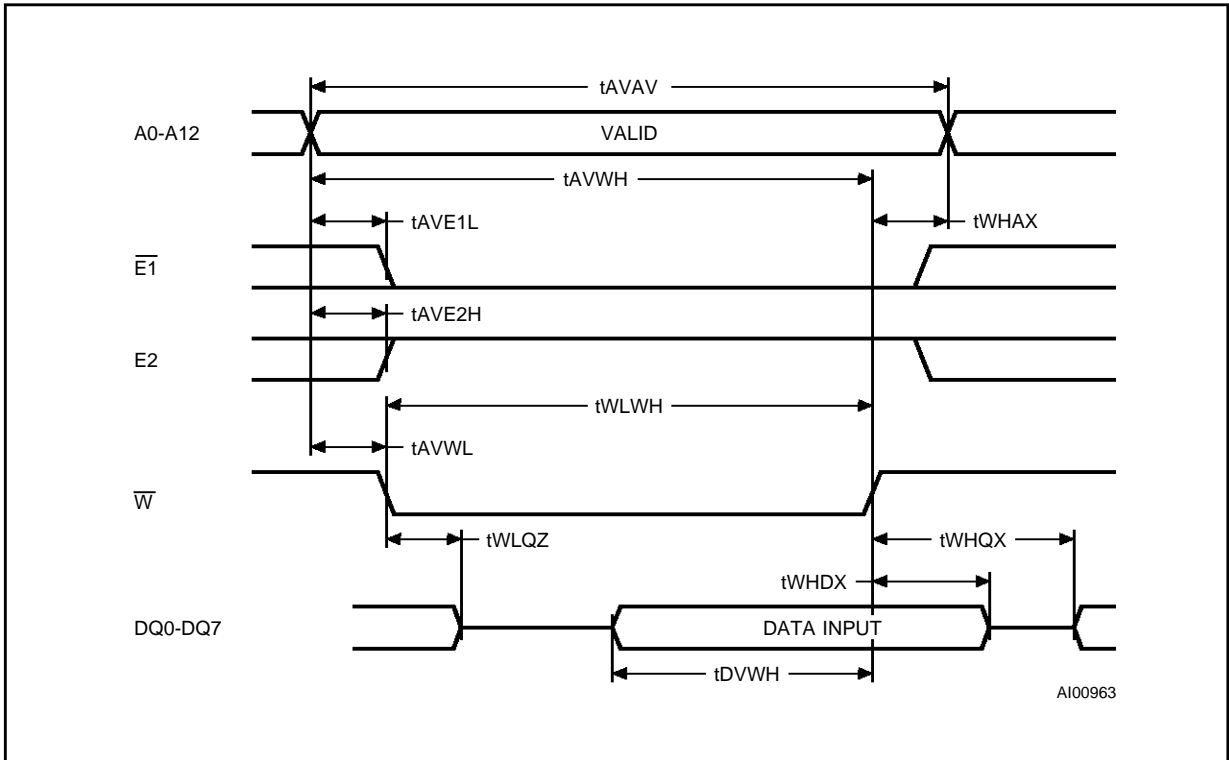 tAVAV
A0-A12
VALID
tAVWH
tAVE1L
tWHAX
E1
tAVE2H
E2
tWLWH
tAVWL
W
tWLQZ
tWHQX
tWHDX
DQ0-DQ7
DATA INPUT
tDVWH
AI00963